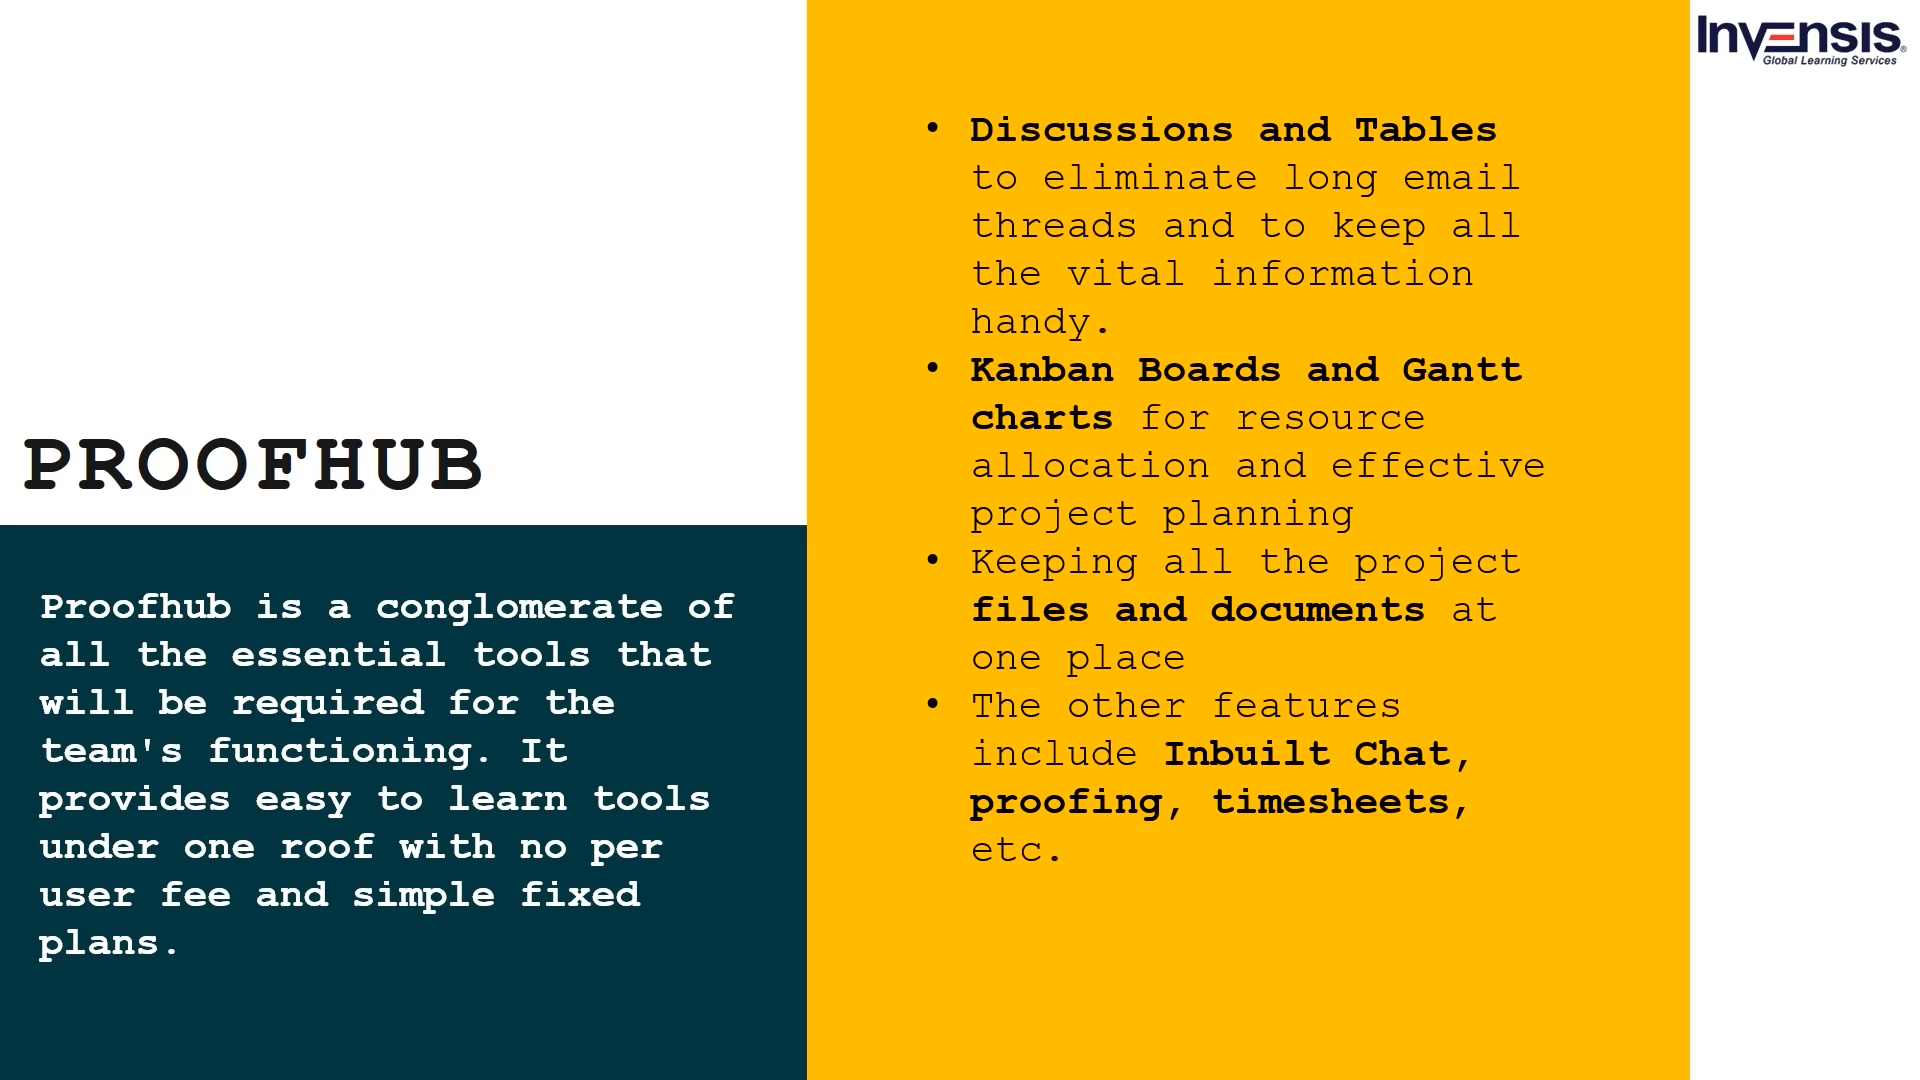 Invensis®
Global Learning Services
PROOFHUB
Proofhub is a conglomerate of
all the essential tools that
will be required for the
team's functioning. It
provides easy to learn tools
under one roof with no per
user fee and simple fixed
plans.
• Discussions and Tables
to eliminate long email
threads and to keep all
the vital information
handy.
• Kanban Boards and Gantt
charts for resource
allocation and effective
project planning
• Keeping all the project
files and documents at
one place
• The other features
include Inbuilt Chat,
proofing, timesheets,
etc.